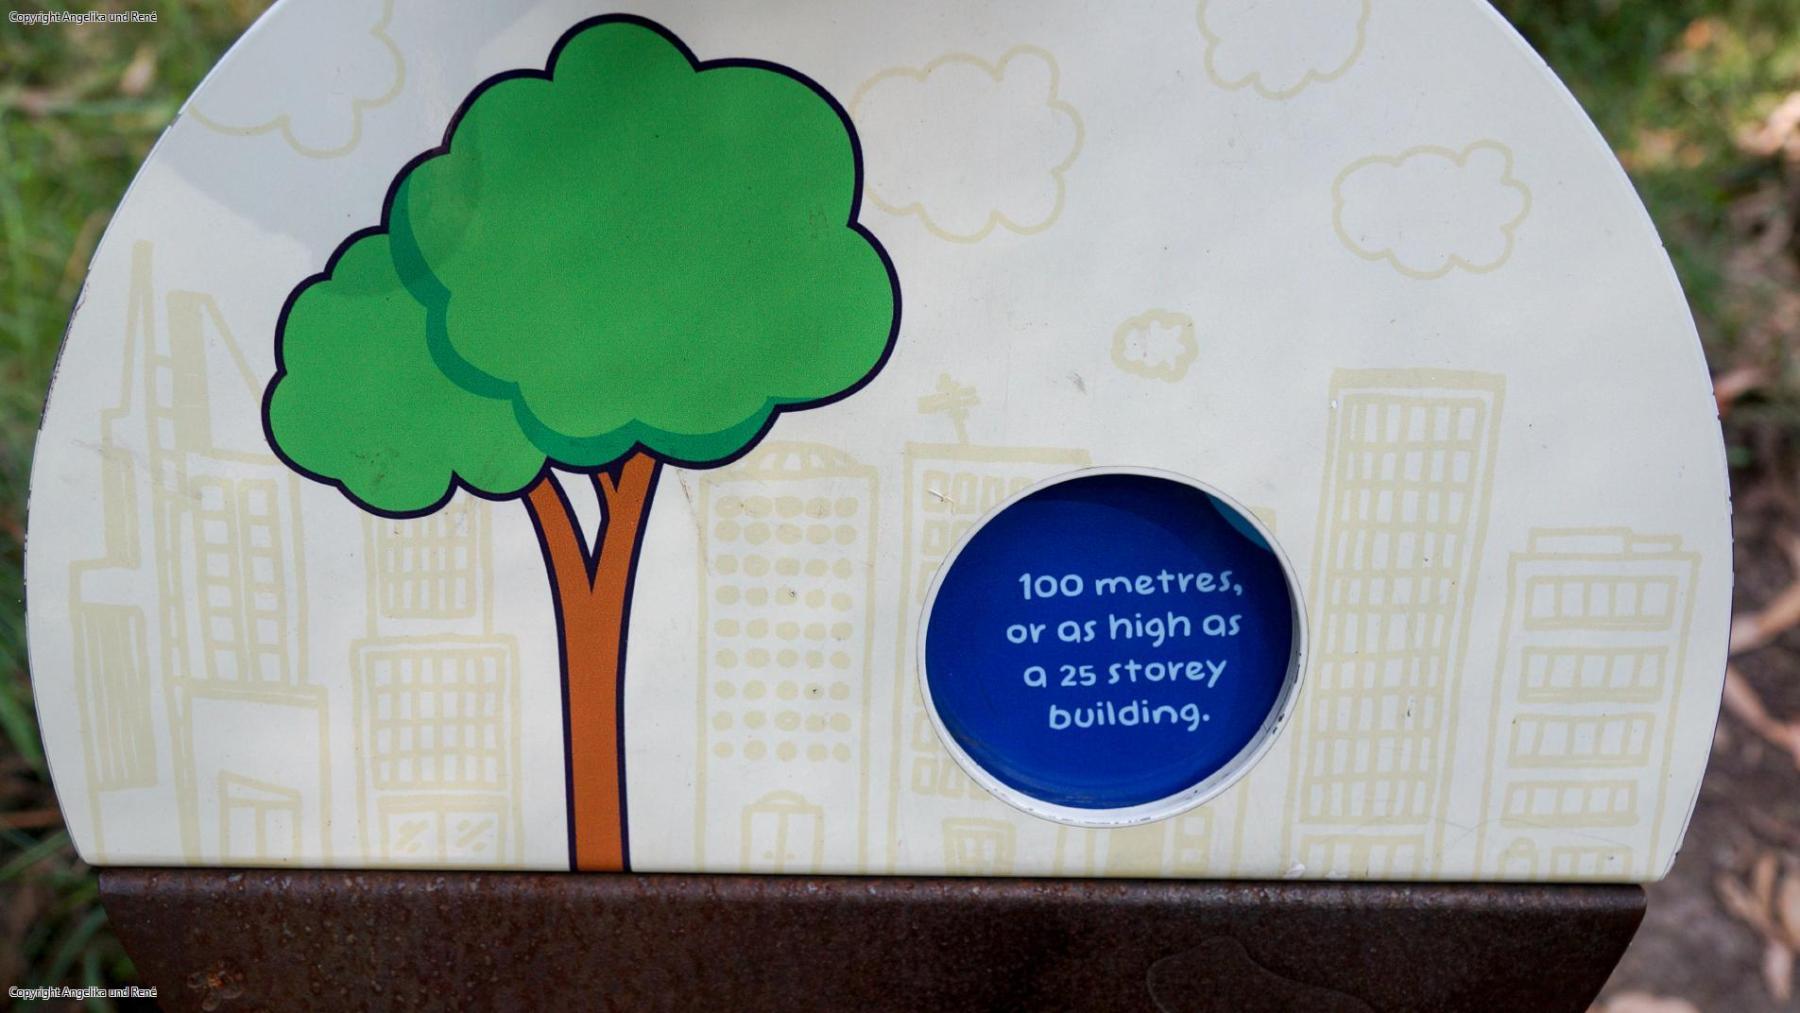 Copyright Angelika und René
100 metres,
or as high as
a 25 storey
building.
Copyright Angelika und René